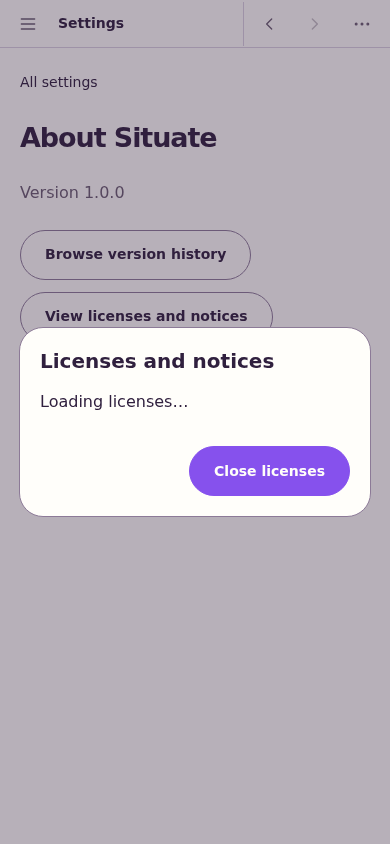 Settings
All settings
About Situate
Version 1.0.0
Browse version history
View licenses and notices
Licenses and notices
Loading licenses…
Close licenses